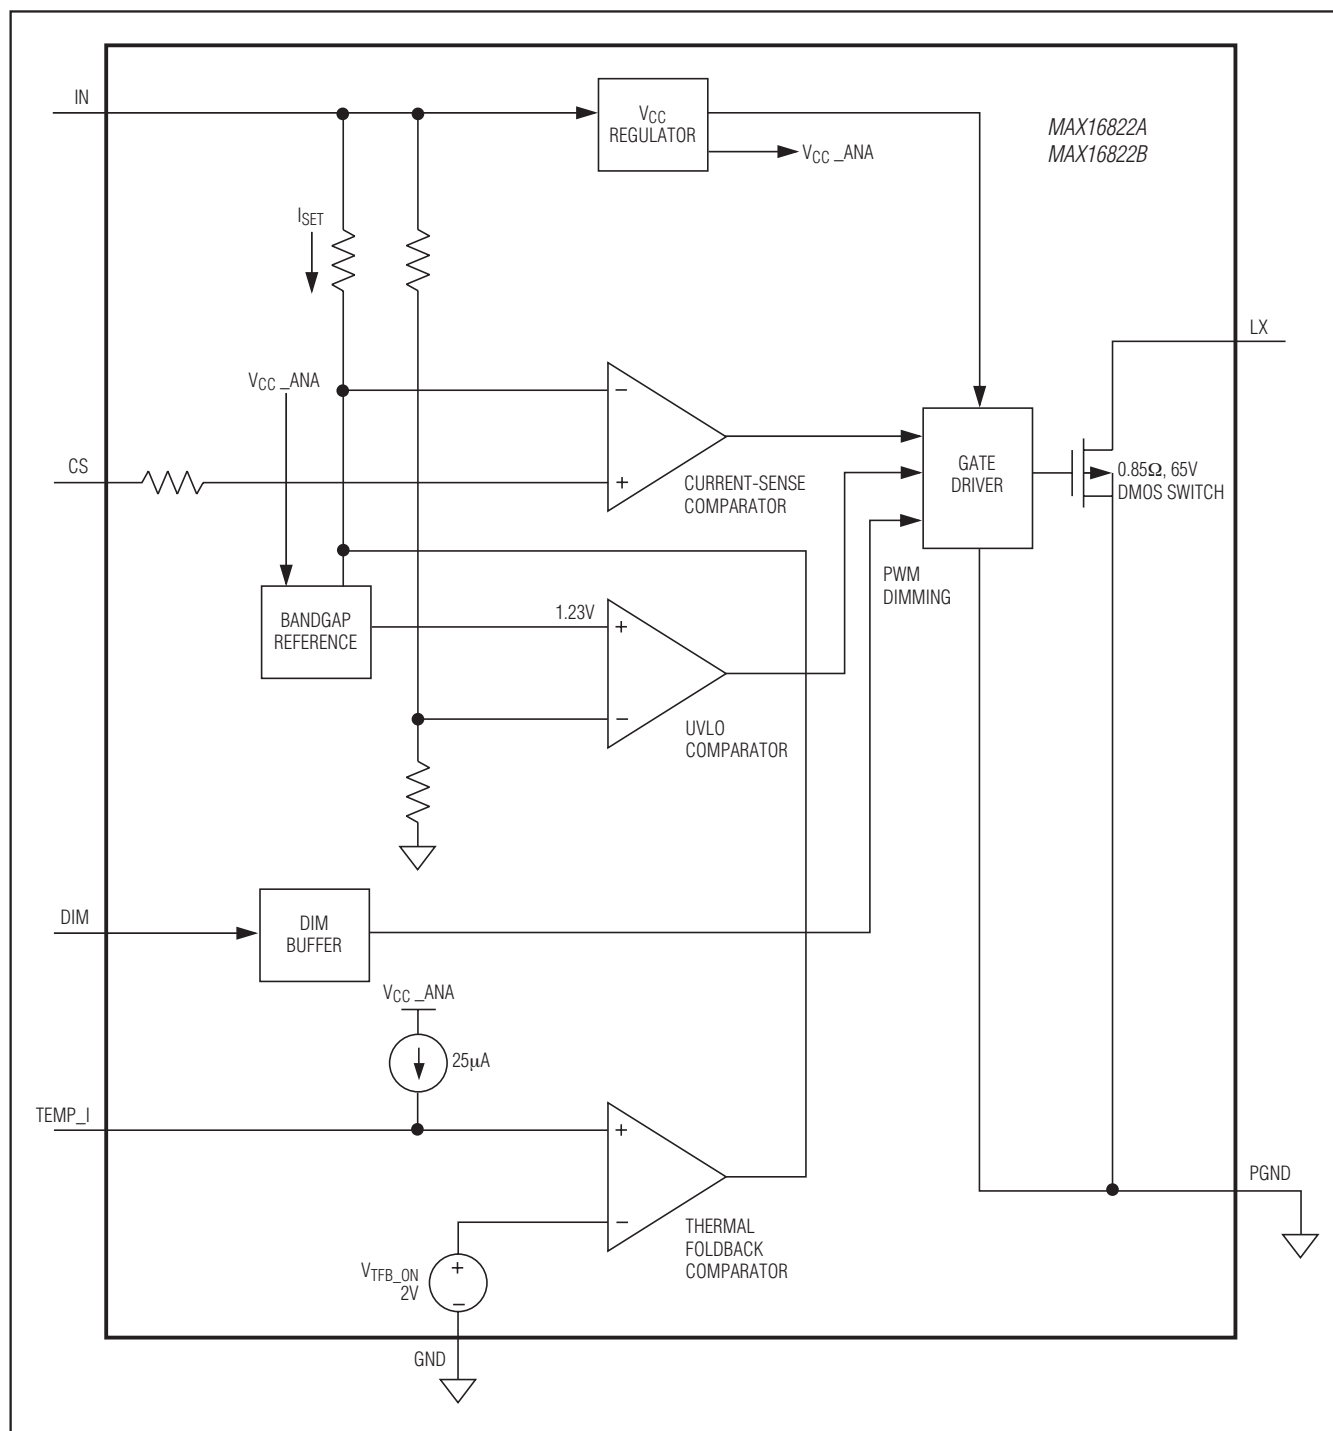 IN
VCC
REGULATOR
MAX16822A
MAX16822B
VCC _ANA
ISET
LX
VCC _ANA
−
CS
+
CURRENT-SENSE
COMPARATOR
GATE
DRIVER
0.85Ω, 65V
DMOS SWITCH
PWM
DIMMING
BANDGAP
REFERENCE
1.23V
+
−
UVLO
COMPARATOR
DIM
DIM
BUFFER
VCC _ANA
25µA
TEMP_I
+
−
THERMAL
FOLDBACK
COMPARATOR
PGND
VTFB_ON
2V
+
−
GND